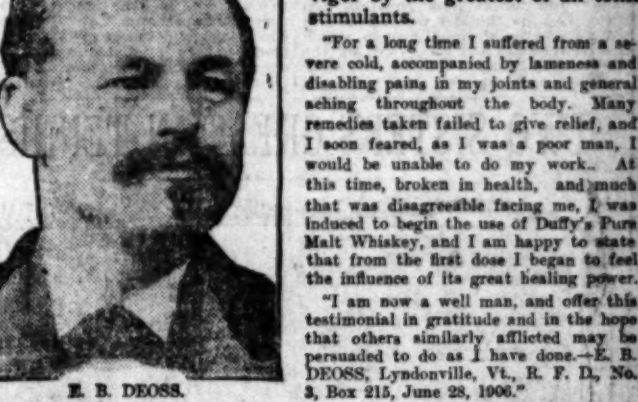 E. B. DEOSS.
vigor by the greatest of all
stimulants.
"For a long time I suffered from a se-
vere cold, accompanied by lameness and
disabling pains in my joints and general
aching throughout the body. Many
remedies taken failed to give relief, and
I soon feared, as I was a poor man, I
would be unable to do my work. At
this time, broken in health, and much
that was disagreeable facing me, I was
induced to begin the use of Duffy's Pure
Malt Whiskey, and I am happy to state
that from the first dose I began to feel
the influence of its great healing power.
"I am now a well man, and offer this
testimonial in gratitude and in the hope
that others similarly afflicted may be
persuaded to do as I have done.—E. B.
DEOSS, Lyndonville, Vt., R. F. D., No.
3, Box 215, June 28, 1906."